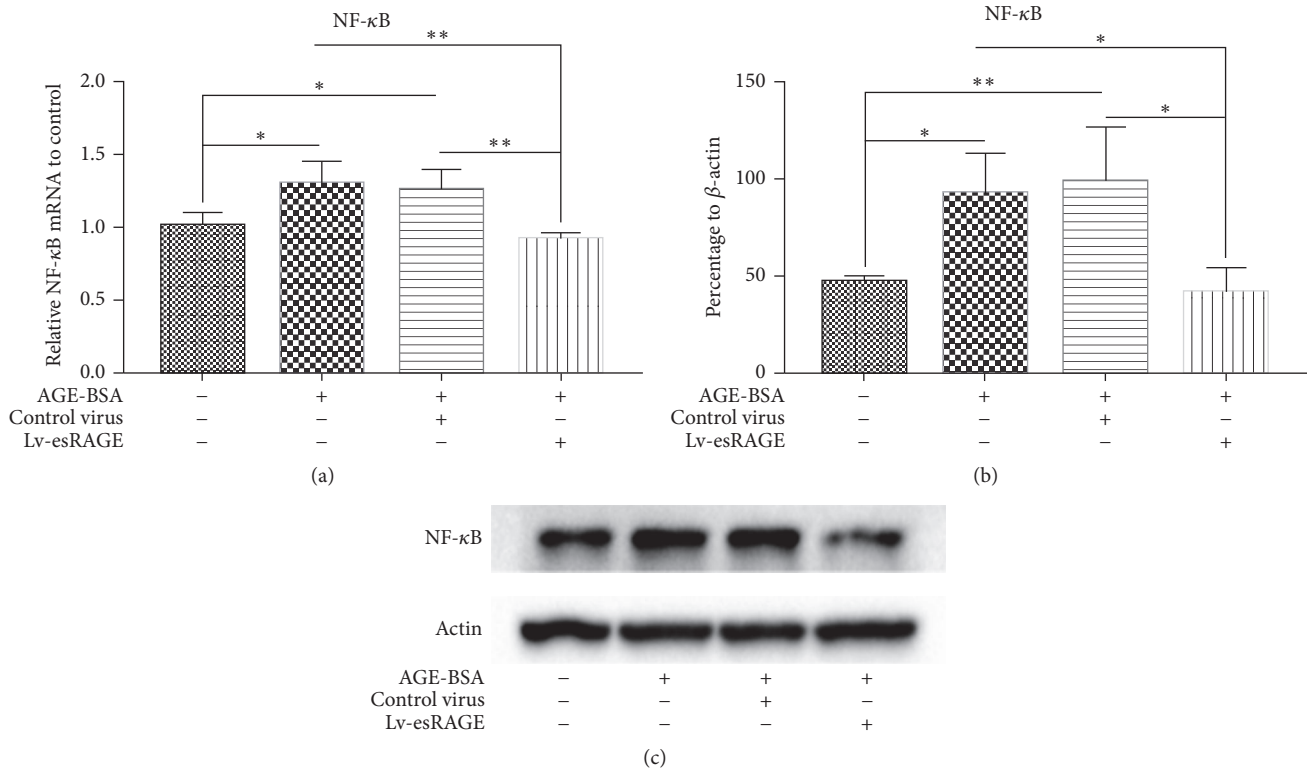 NF-κB
**
*
*
**
Relative NF-κB mRNA to control
2.0
1.5
1.0
0.5
0.0
AGE-BSA − + + +
Control virus − − + −
Lv-esRAGE − − − +
(a)
NF-κB
*
**
*
*
Percentage to β-actin
150
100
50
0
AGE-BSA − + + +
Control virus − − + −
Lv-esRAGE − − − +
(b)
NF-κB
Actin
AGE-BSA − + + +
Control virus − − + −
Lv-esRAGE − − − +
(c)